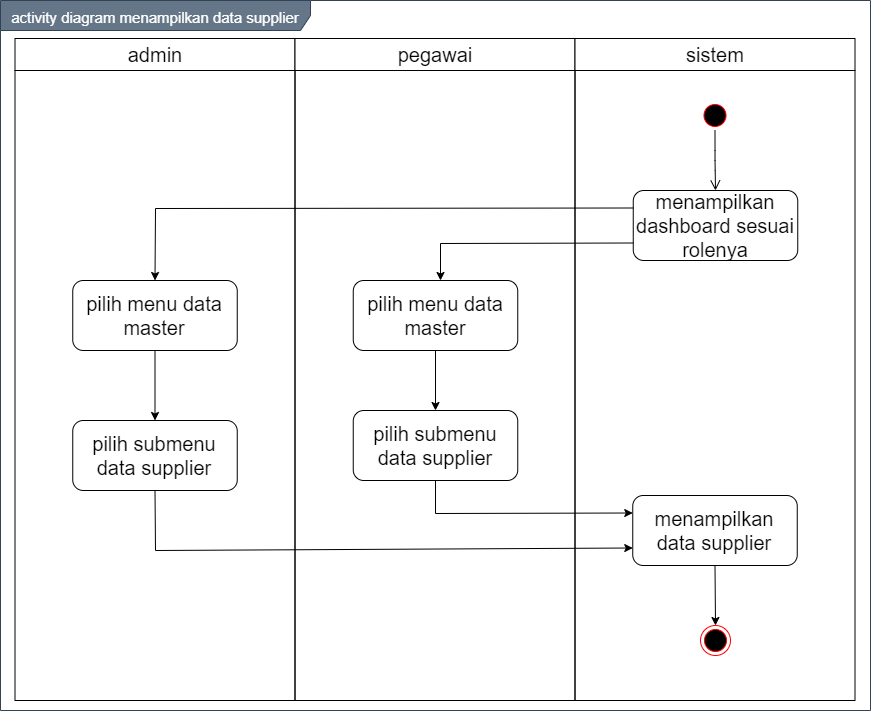 activity diagram menampilkan data supplier
admin
pegawai
sistem
menampilkan
dashboard sesuai
rolenya
pilih menu data
master
pilih menu data
master
pilih submenu
data supplier
pilih submenu
data supplier
menampilkan
data supplier